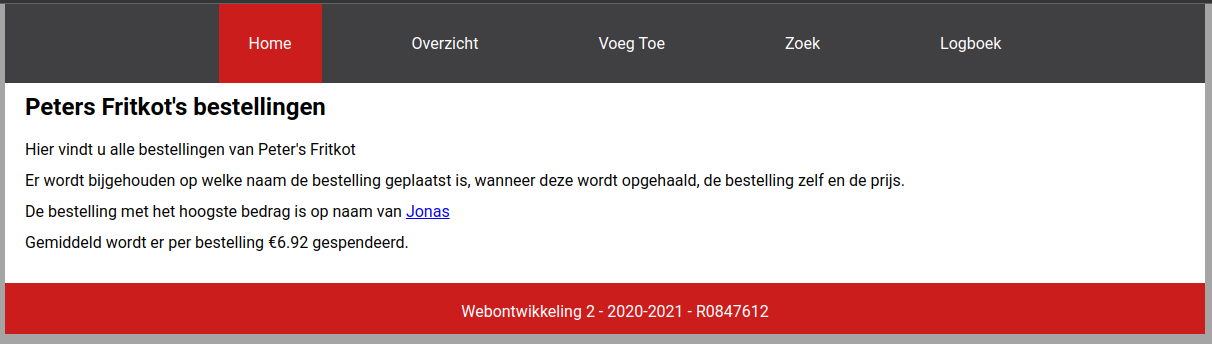 Home Overzicht Voeg Toe Zoek Logboek
Peters Fritkot's bestellingen
Hier vindt u alle bestellingen van Peter's Fritkot
Er wordt bijgehouden op welke naam de bestelling geplaatst is, wanneer deze wordt opgehaald, de bestelling zelf en de prijs.
De bestelling met het hoogste bedrag is op naam van Jonas
Gemiddeld wordt er per bestelling €6.92 gespendeerd.
Webontwikkeling 2 - 2020-2021 - R0847612